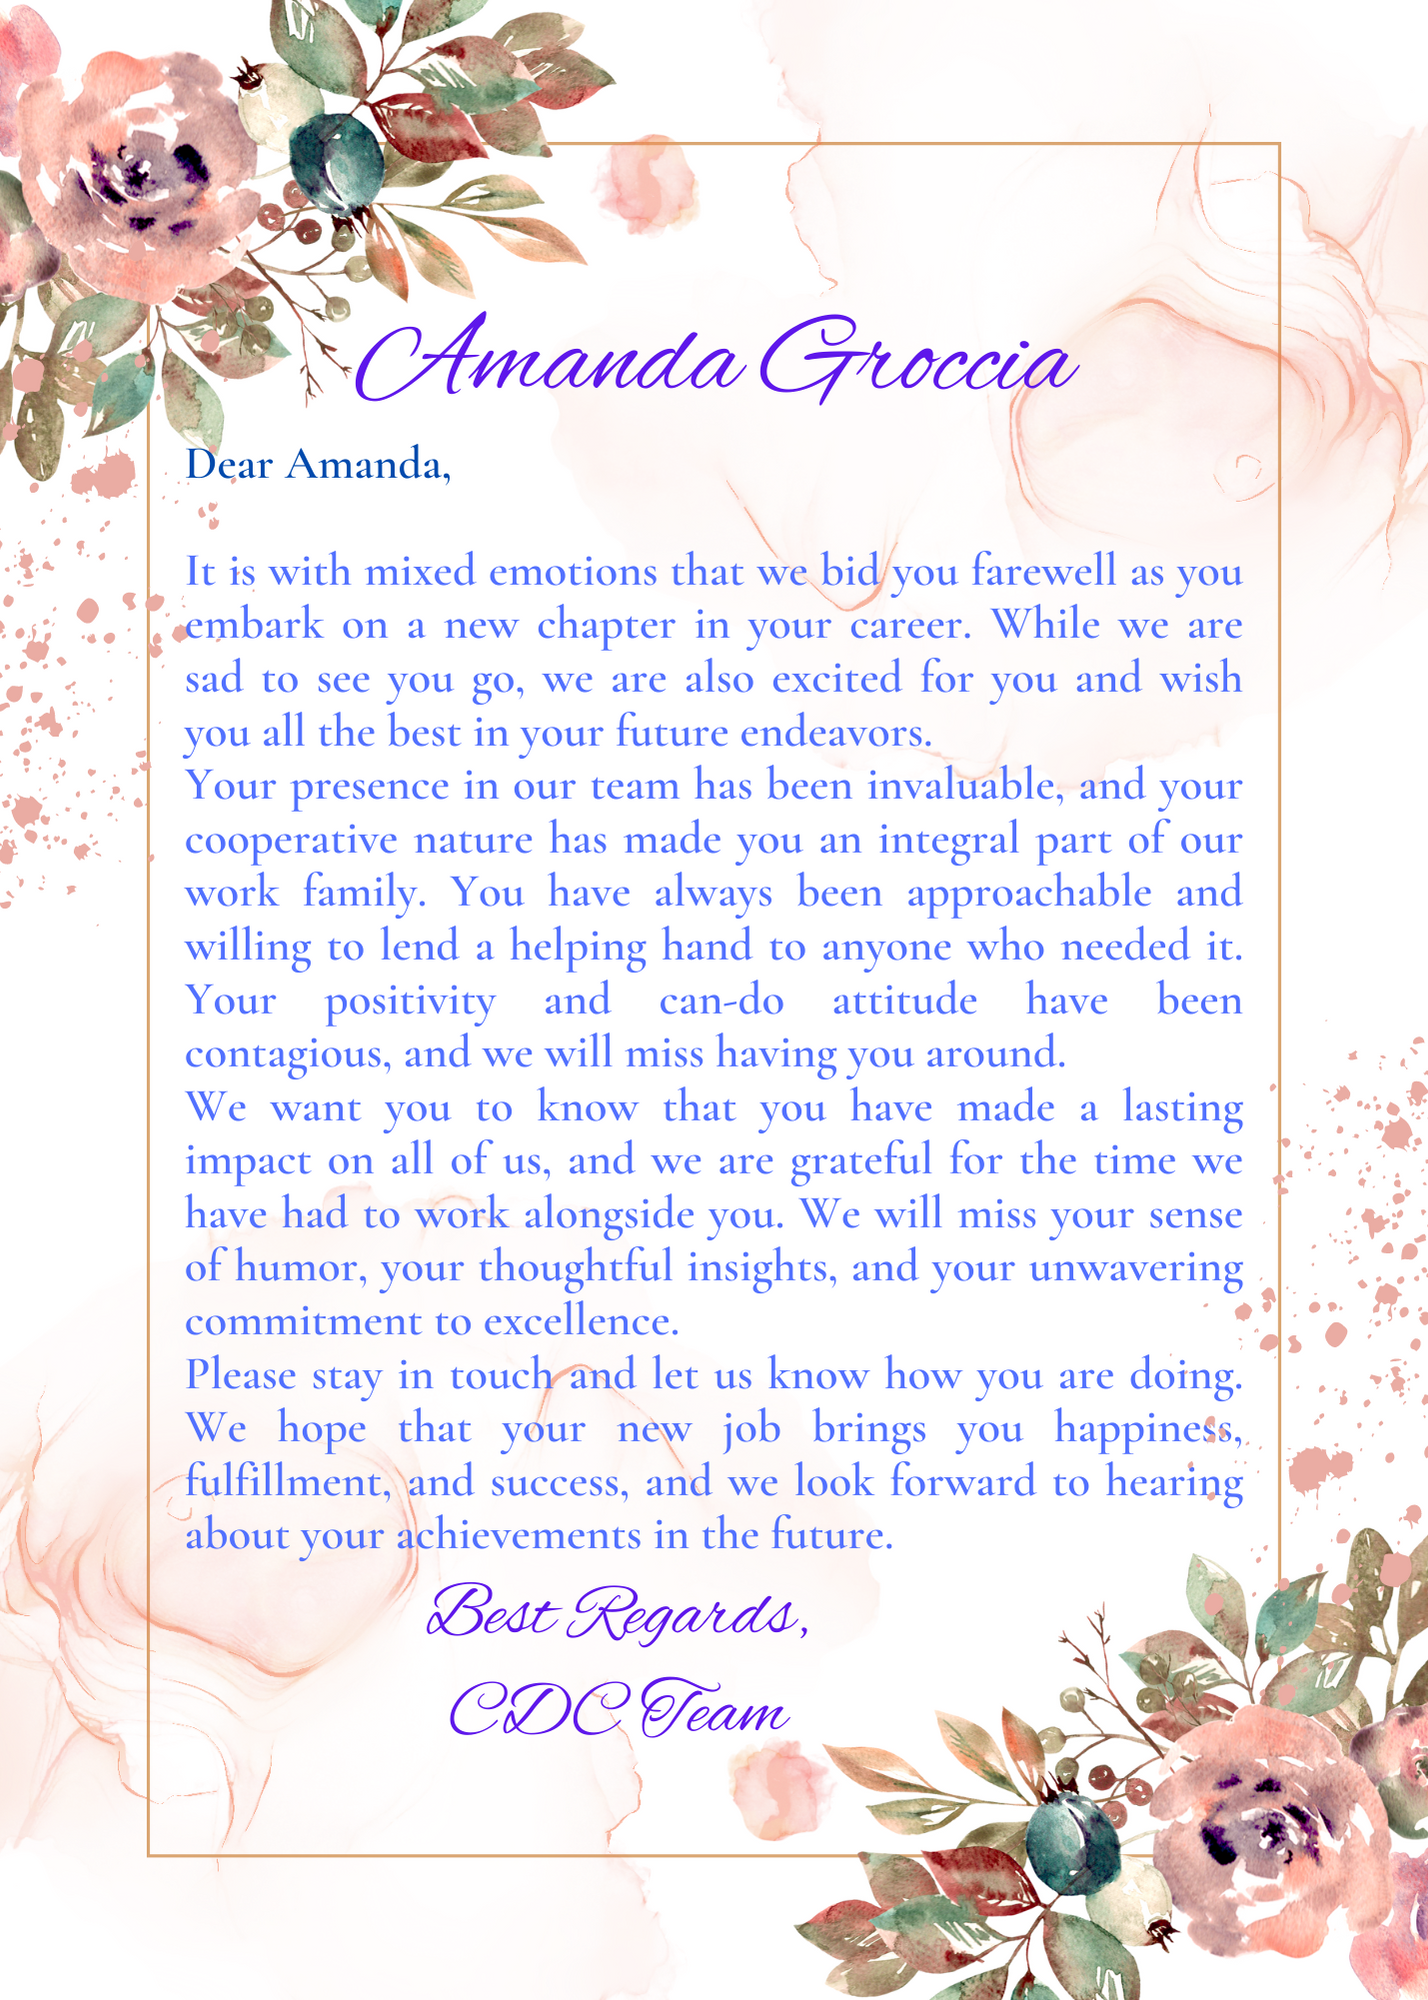 Amanda Groccia
Dear Amanda,
It is with mixed emotions that we bid you farewell as you
embark on a new chapter in your career. While we are
sad to see you go, we are also excited for you and wish
you all the best in your future endeavors.
Your presence in our team has been invaluable, and your
cooperative nature has made you an integral part of our
work family. You have always been approachable and
willing to lend a helping hand to anyone who needed it.
Your positivity and can-do attitude have been
contagious, and we will miss having you around.
We want you to know that you have made a lasting
impact on all of us, and we are grateful for the time we
have had to work alongside you. We will miss your sense
of humor, your thoughtful insights, and your unwavering
commitment to excellence.
Please stay in touch and let us know how you are doing.
We hope that your new job brings you happiness,
fulfillment, and success, and we look forward to hearing
about your achievements in the future.
Best Regards,
CDC Team